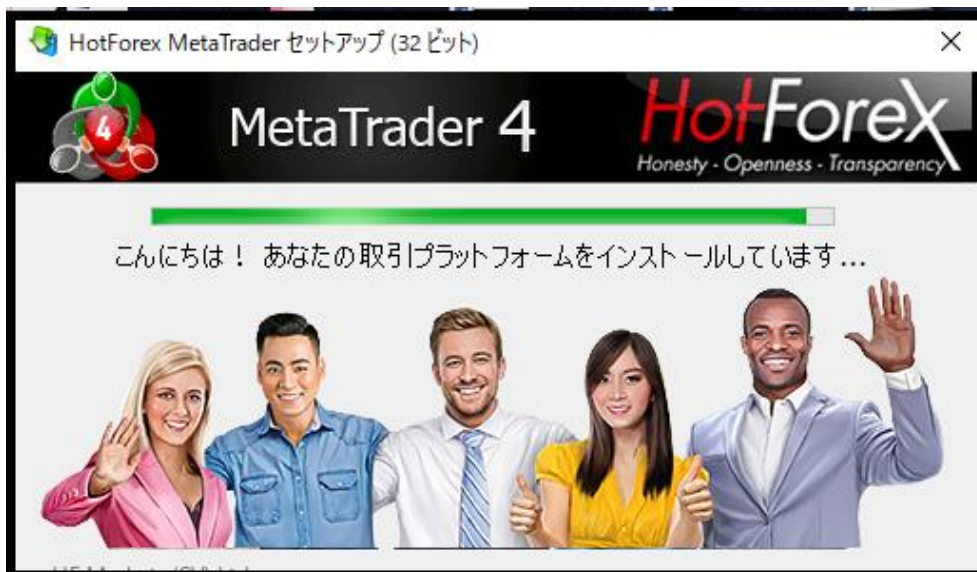 HotForex MetaTrader セットアップ (32 ビット)
4
MetaTrader 4
HotForex
Honesty - Openness - Transparency
こんにちは！ あなたの取引プラットフォームをインストールしています...